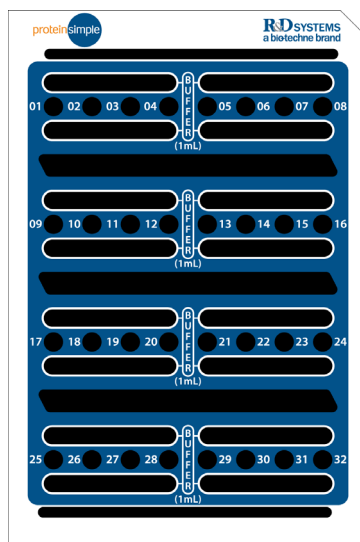 proteinsimple
R&D SYSTEMS
a biotechne brand
01 02 03 04 BUFFER 05 06 07 08
(1mL)
09 10 11 12 BUFFER 13 14 15 16
(1mL)
17 18 19 20 BUFFER 21 22 23 24
(1mL)
25 26 27 28 BUFFER 29 30 31 32
(1mL)